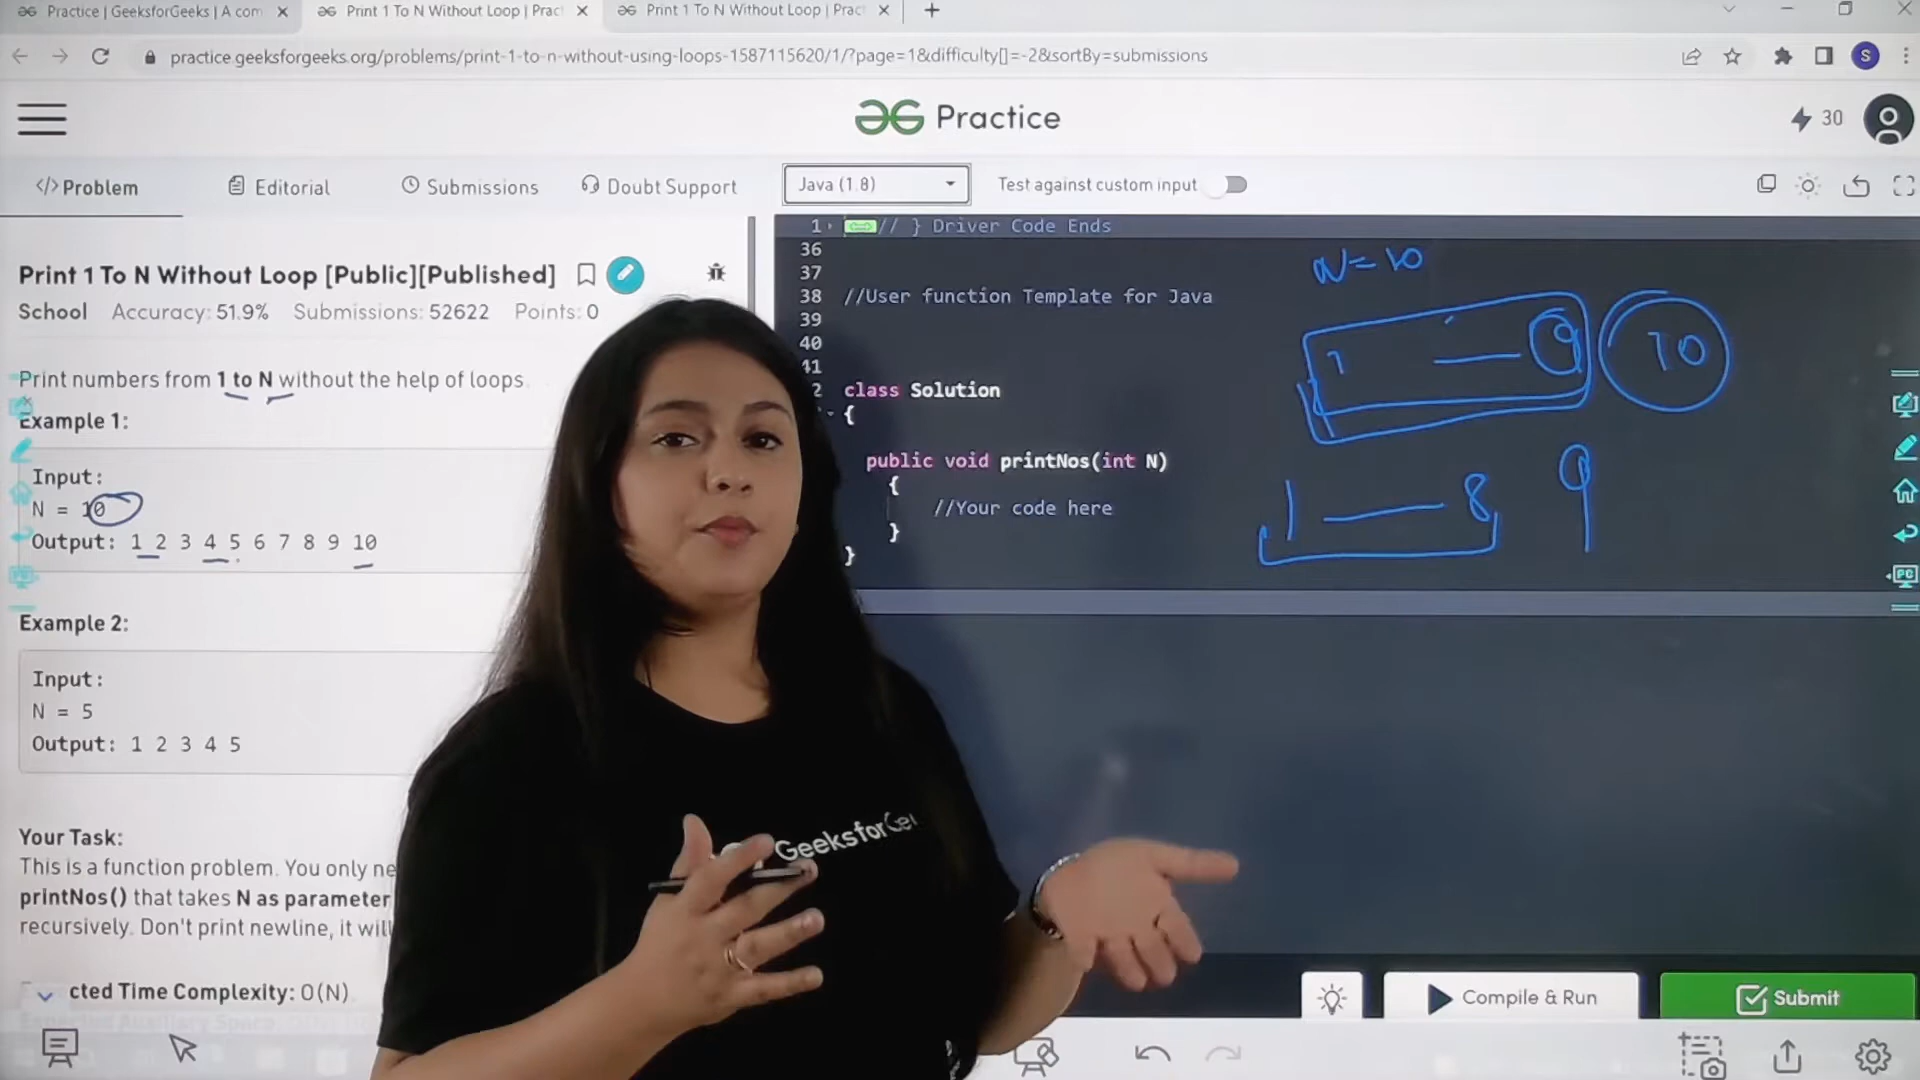 Practice | GeeksforGeeks | A com
Print 1 To N Without Loop | Prac
Print 1 To N Without Loop | Prac
practice.geeksforgeeks.org/problems/print-1-to-n-without-using-loops-1587115620/1/?page=1&difficulty[]=-2&sortBy=submissions
S
Practice
30
</> Problem
Editorial
Submissions
Doubt Support
Java (1.8)
Test against custom input
Print 1 To N Without Loop [Public][Published]
School Accuracy: 51.9% Submissions: 52622 Points: 0
Print numbers from 1 to N without the help of loops.
Example 1:
Input:
N = 10
Output: 1 2 3 4 5 6 7 8 9 10
Example 2:
Input:
N = 5
Output: 1 2 3 4 5
Your Task:
This is a function problem. You only ne
printNos() that takes N as parameter
recursively. Don't print newline, it will
cted Time Complexity: O(N)
1 // } Driver Code Ends
36
37
38 //User function Template for Java
39
40
41
2 class Solution
{
public void printNos(int N)
{
//Your code here
}
}
N = 10
1 — 9 10
1 — 8 9
GeeksforGe
PC
Compile & Run
Submit